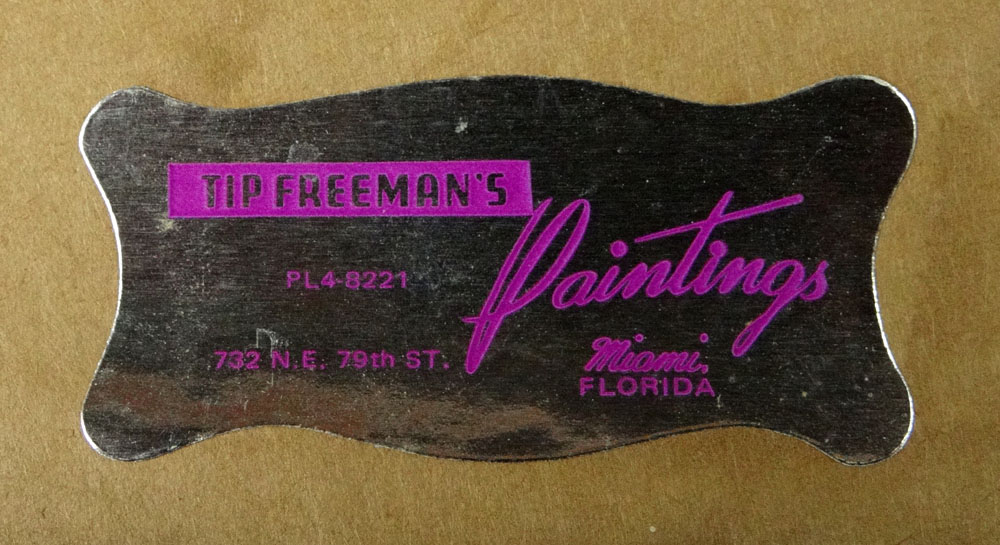 TIP FREEMAN'S
Paintings
PL4-8221
732 N.E. 79th ST.
Miami,
FLORIDA